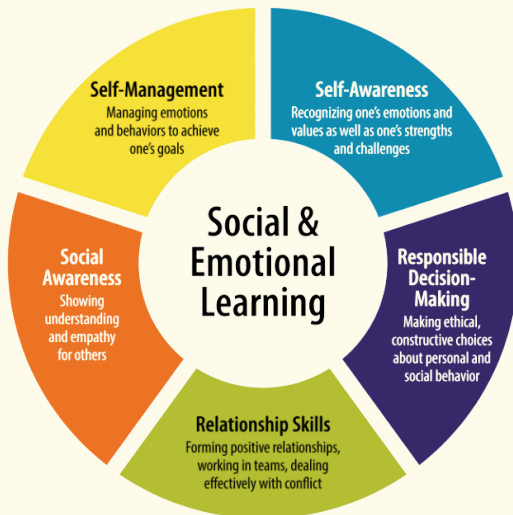 Social &
Emotional
Learning
Self-Management
Managing emotions
and behaviors to achieve
one's goals
Self-Awareness
Recognizing one's emotions and
values as well as one's strengths
and challenges
Social
Awareness
Showing
understanding
and empathy
for others
Responsible
Decision-
Making
Making ethical,
constructive choices
about personal and
social behavior
Relationship Skills
Forming positive relationships,
working in teams, dealing
effectively with conflict